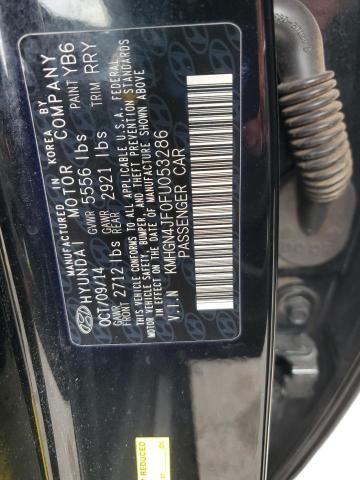 MANUFACTURED IN KOREA BY
HYUNDAI MOTOR COMPANY
OCT/09/14 GVWR 5556 lbs PAINT YB6
GAWR FRONT 2712 lbs GAWR REAR 2921 lbs TRIM RRY
THIS VEHICLE CONFORMS TO ALL APPLICABLE U.S.A. FEDERAL
MOTOR VEHICLE SAFETY, BUMPER, AND THEFT PREVENTION STANDARDS
IN EFFECT ON THE DATE OF MANUFACTURE SHOWN ABOVE
V.I.N KMHGN4JF0FU053286
PASSENGER CAR
REDUCED